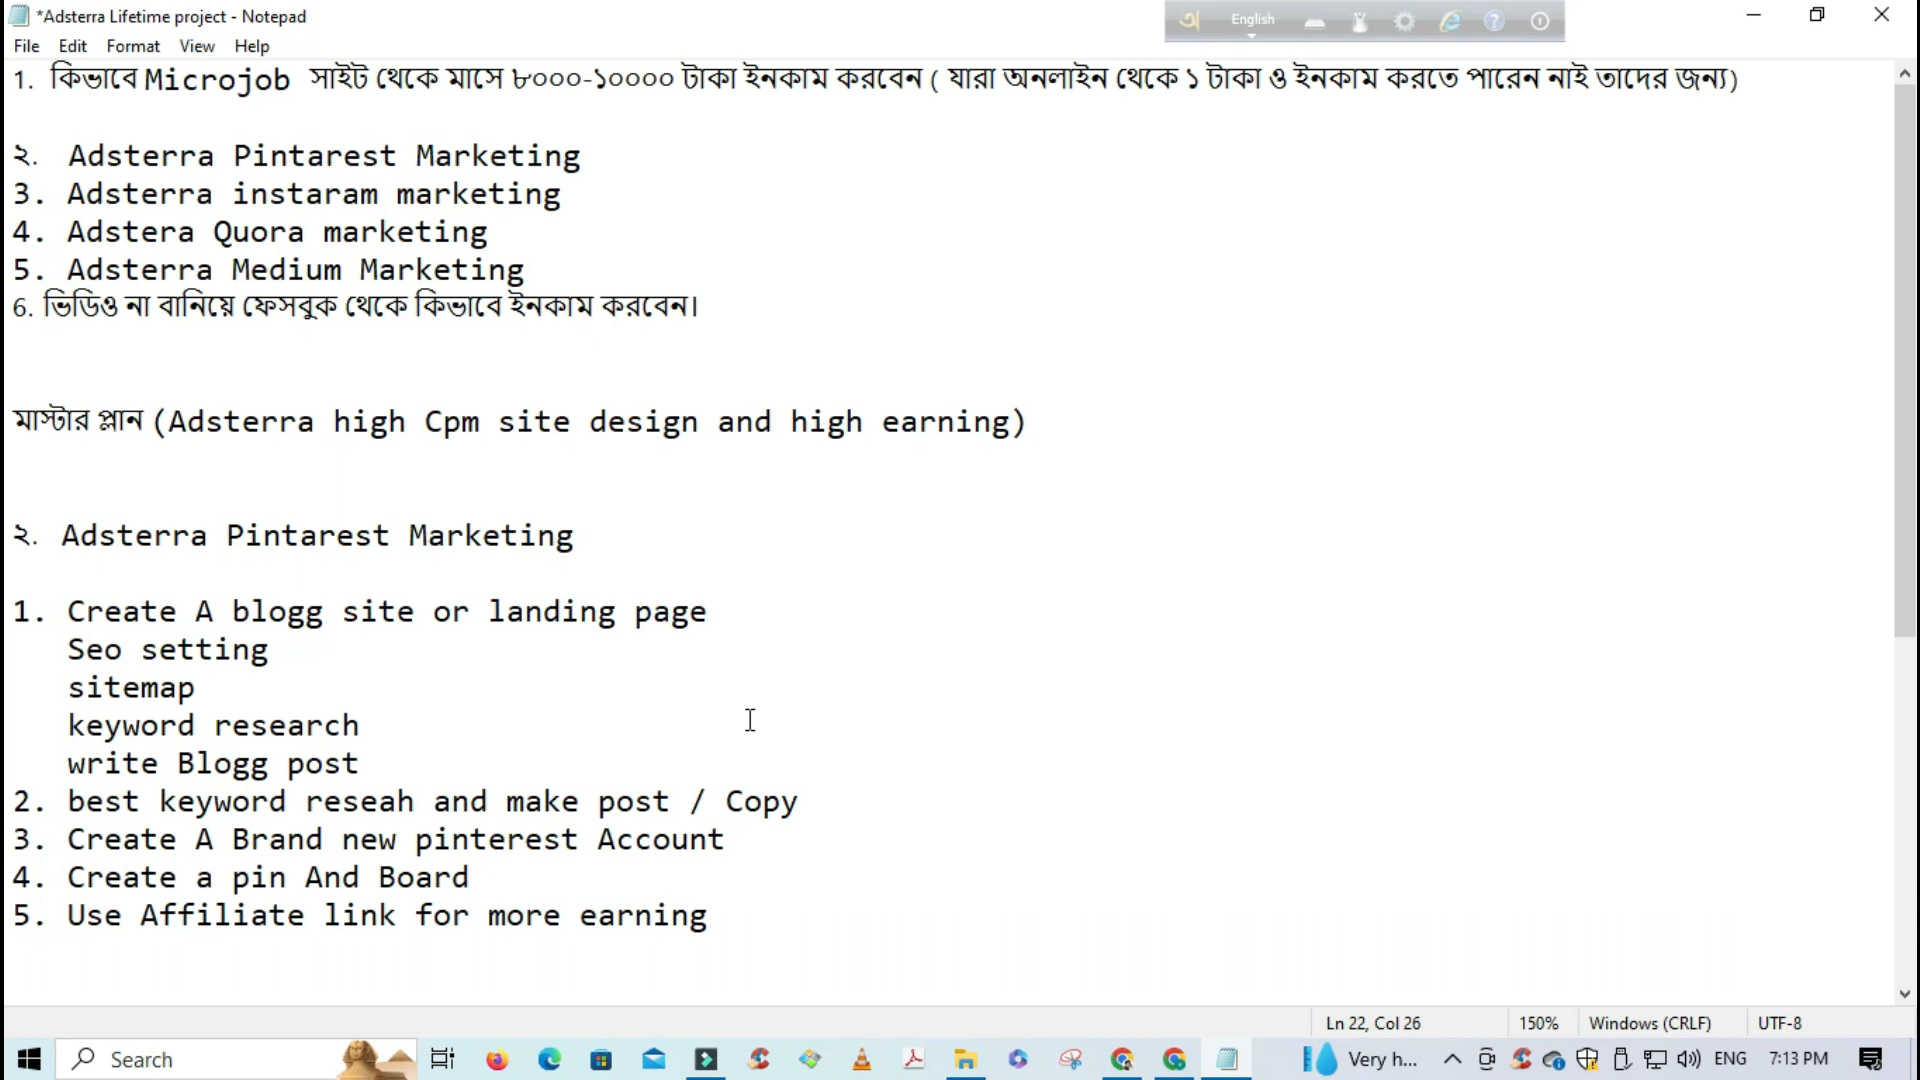 *Adsterra Lifetime project - Notepad
English
File Edit Format View Help
1. কিভাবে Microjob সাইট থেকে মাসে ৮০০০-১০০০০ টাকা ইনকাম করবেন ( যারা অনলাইন থেকে ১ টাকা ও ইনকাম করতে পারেন নাই তাদের জন্য)
২. Adsterra Pintarest Marketing
3. Adsterra instaram marketing
4. Adstera Quora marketing
5. Adsterra Medium Marketing
6. ভিডিও না বানিয়ে ফেসবুক থেকে কিভাবে ইনকাম করবেন।
মাস্টার প্লান (Adsterra high Cpm site design and high earning)
২. Adsterra Pintarest Marketing
1. Create A blogg site or landing page
Seo setting
sitemap
keyword research
write Blogg post
2. best keyword reseah and make post / Copy
3. Create A Brand new pinterest Account
4. Create a pin And Board
5. Use Affiliate link for more earning
Ln 22, Col 26 150% Windows (CRLF) UTF-8
Search Very h... ENG 7:13 PM